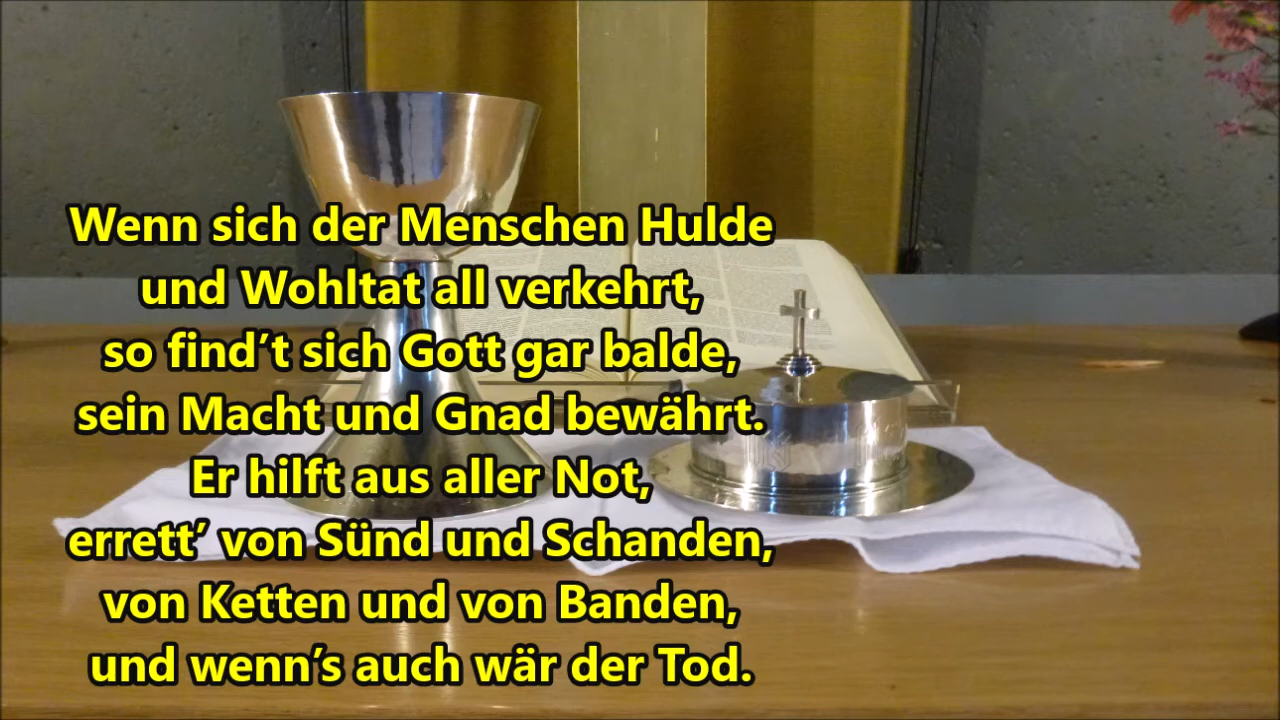 Wenn sich der Menschen Hulde
und Wohltat all verkehrt,
so find’t sich Gott gar balde,
sein Macht und Gnad bewährt.
Er hilft aus aller Not,
errett’ von Sünd und Schanden,
von Ketten und von Banden,
und wenn’s auch wär der Tod.